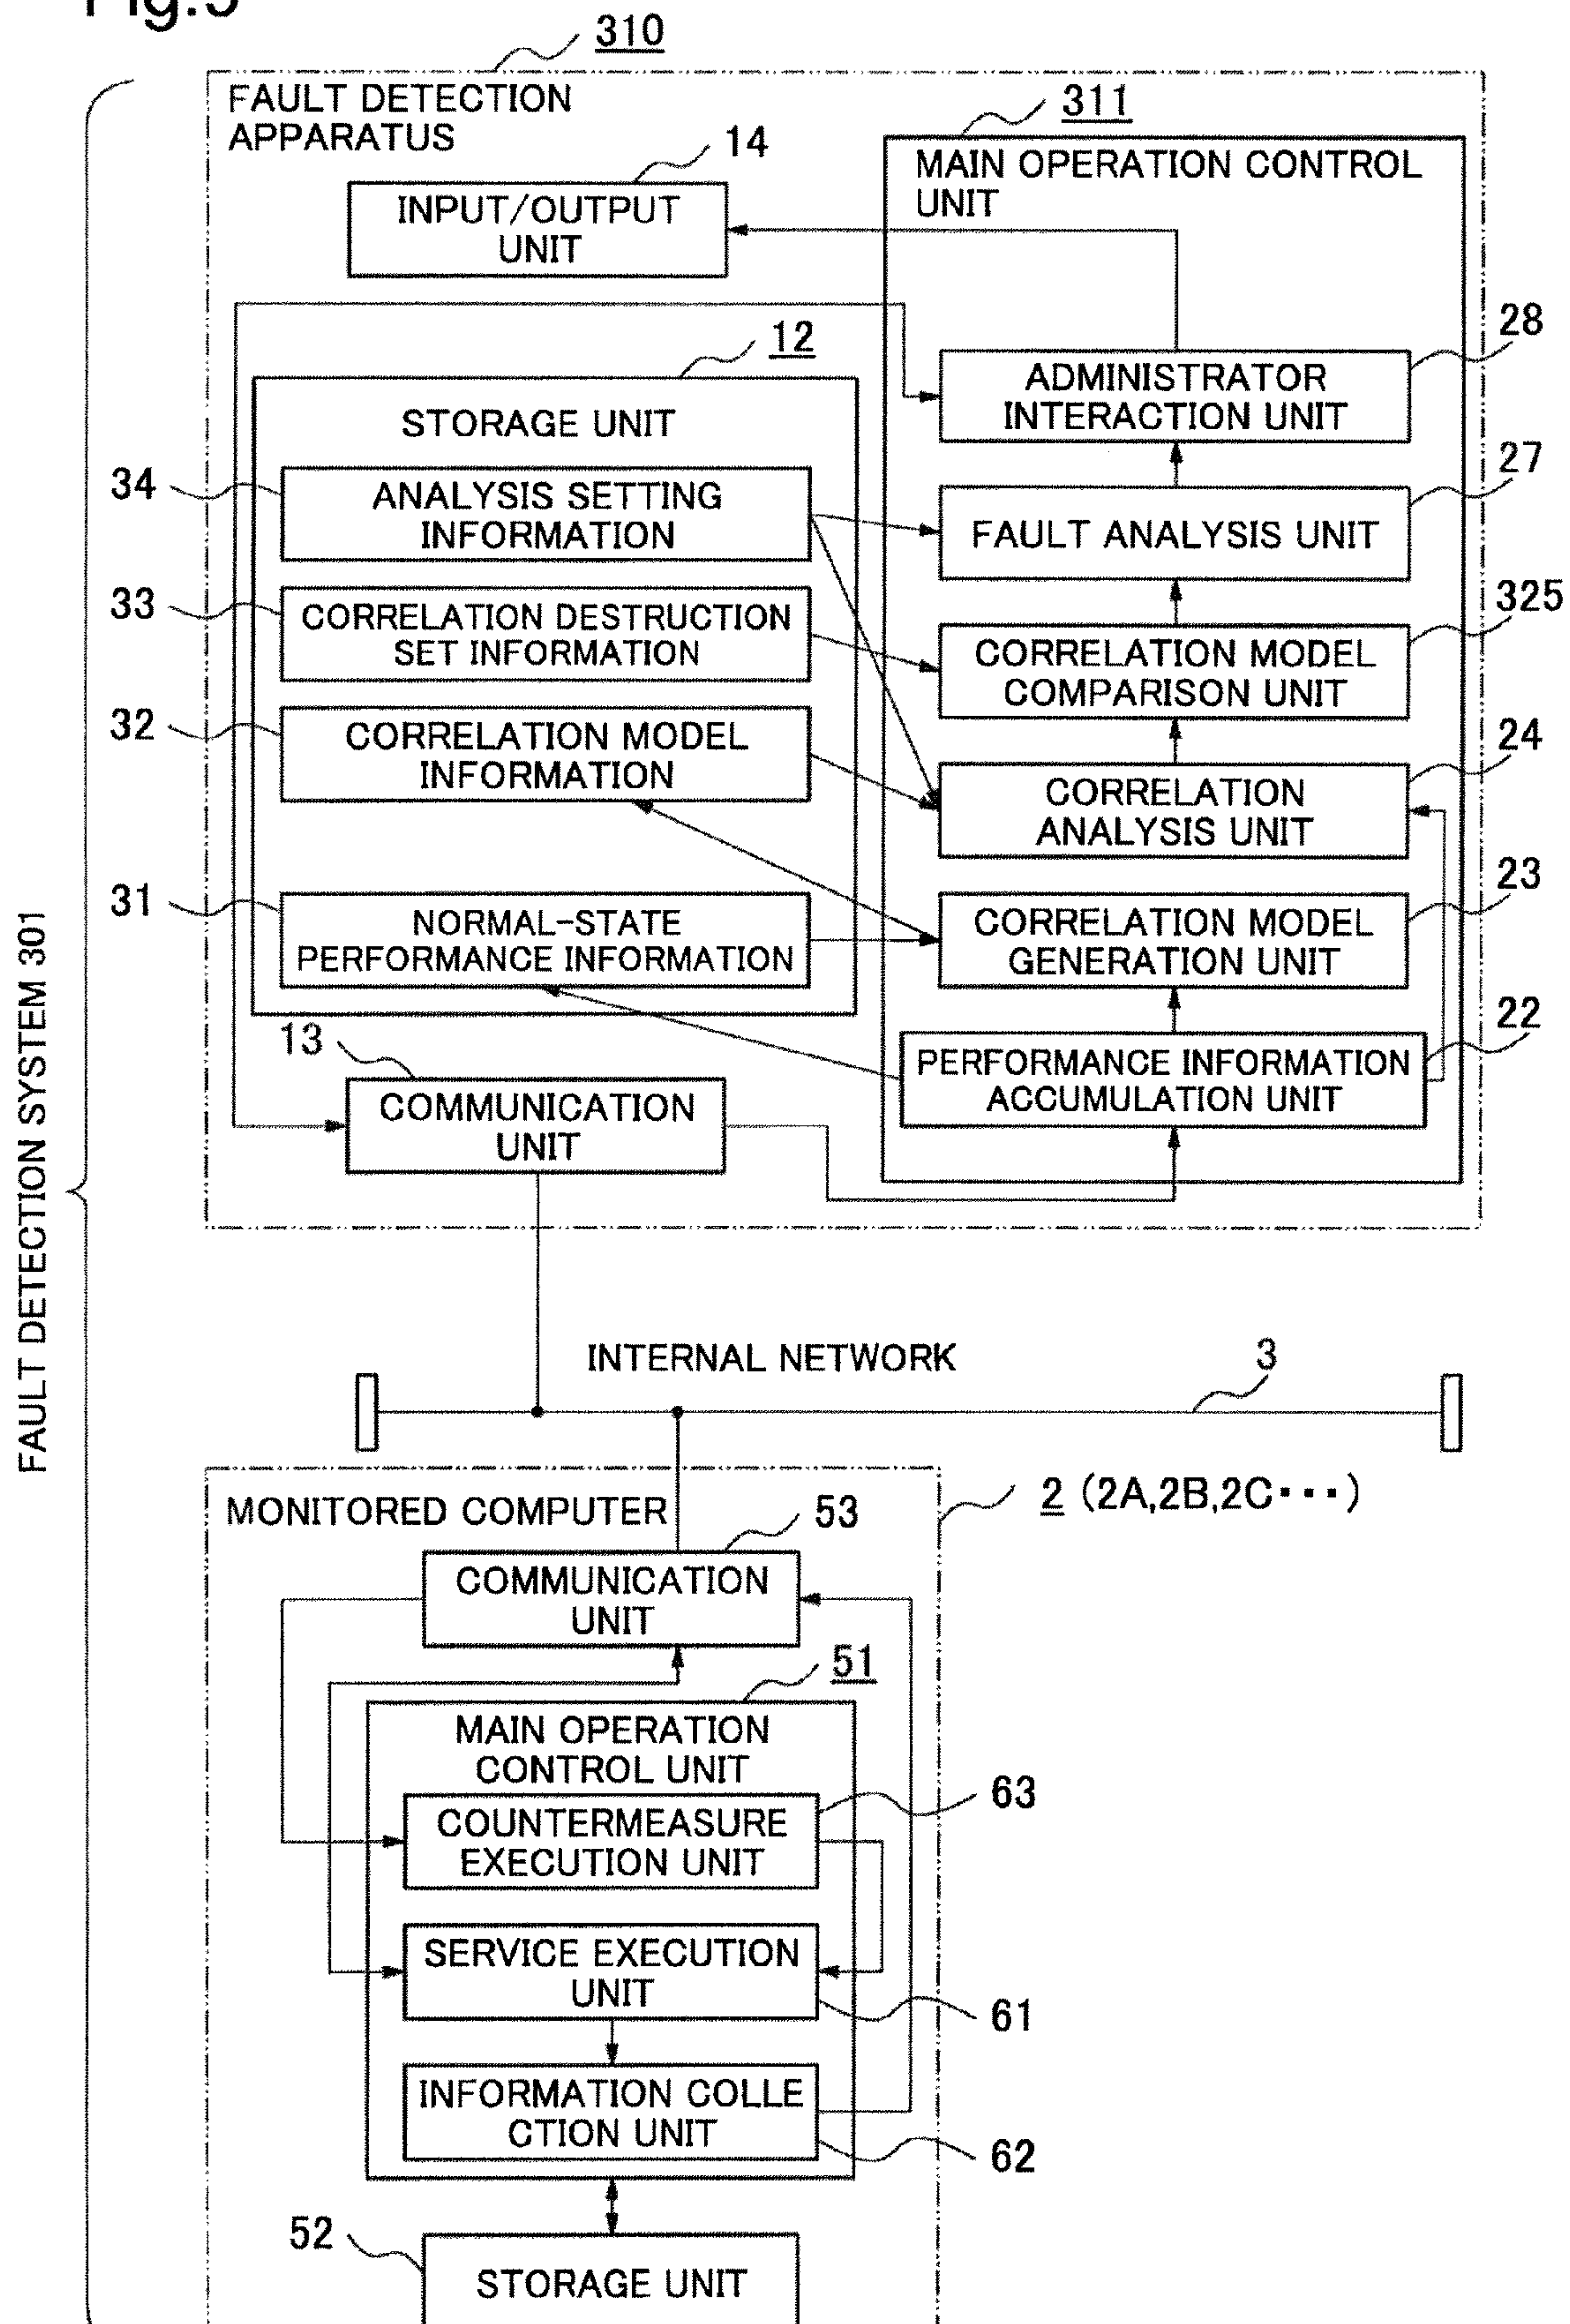 310
FAULT DETECTION
APPARATUS
311
14
MAIN OPERATION CONTROL
UNIT
INPUT/OUTPUT
UNIT
28
12
ADMINISTRATOR
INTERACTION UNIT
STORAGE UNIT
27
34
ANALYSIS SETTING
INFORMATION
FAULT ANALYSIS UNIT
33
325
CORRELATION DESTRUCTION
SET INFORMATION
CORRELATION MODEL
COMPARISON UNIT
32
24
CORRELATION MODEL
INFORMATION
CORRELATION
ANALYSIS UNIT
31
23
NORMAL-STATE
PERFORMANCE INFORMATION
CORRELATION MODEL
GENERATION UNIT
22
13
PERFORMANCE INFORMATION
ACCUMULATION UNIT
COMMUNICATION
UNIT
FAULT DETECTION SYSTEM 301
INTERNAL NETWORK
3
2 (2A,2B,2C・・・)
MONITORED COMPUTER
53
COMMUNICATION
UNIT
51
MAIN OPERATION
CONTROL UNIT
63
COUNTERMEASURE
EXECUTION UNIT
SERVICE EXECUTION
UNIT
61
INFORMATION COLLE
CTION UNIT
62
52
STORAGE UNIT